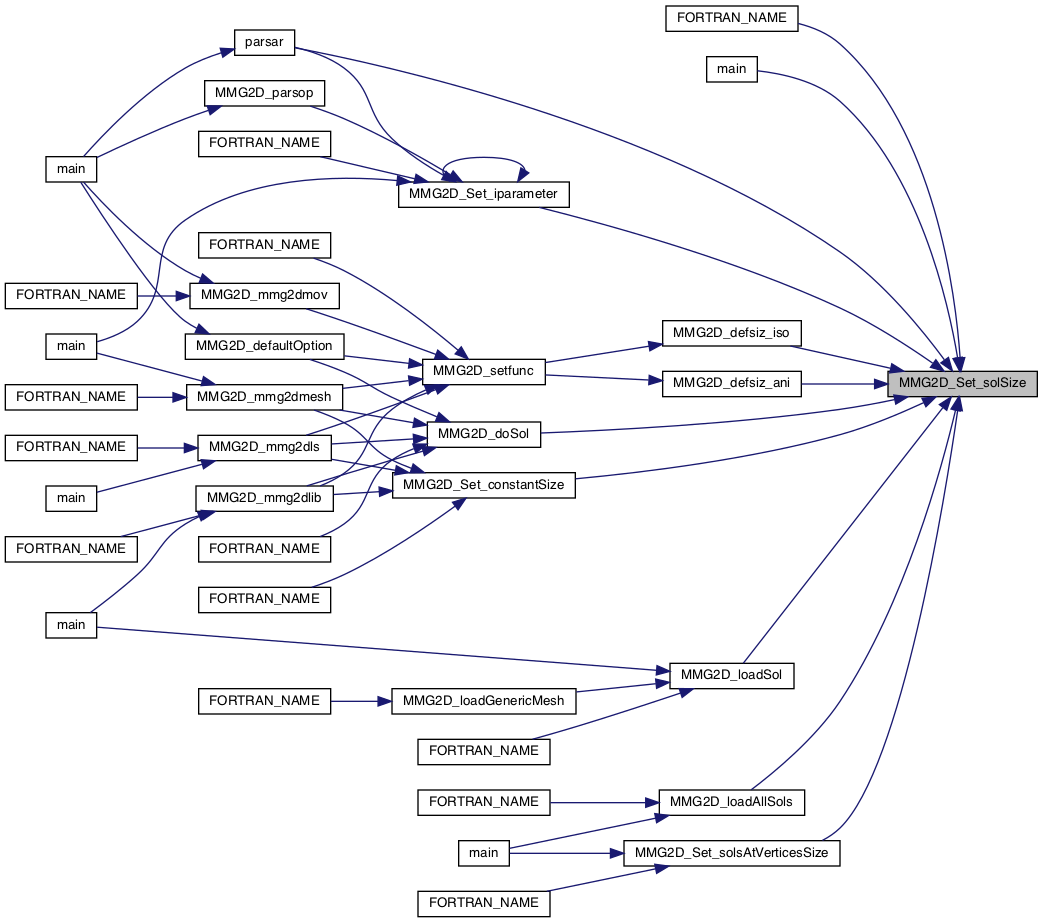 FORTRAN_NAME
parsar
main
MMG2D_parsop
FORTRAN_NAME
main
MMG2D_Set_iparameter
FORTRAN_NAME
FORTRAN_NAME
MMG2D_mmg2dmov
MMG2D_defsiz_iso
main
MMG2D_defaultOption
MMG2D_setfunc
MMG2D_defsiz_ani
MMG2D_Set_solSize
FORTRAN_NAME
MMG2D_mmg2dmesh
MMG2D_doSol
FORTRAN_NAME
MMG2D_mmg2dls
MMG2D_Set_constantSize
main
MMG2D_mmg2dlib
FORTRAN_NAME
FORTRAN_NAME
FORTRAN_NAME
main
MMG2D_loadSol
FORTRAN_NAME
MMG2D_loadGenericMesh
FORTRAN_NAME
FORTRAN_NAME
MMG2D_loadAllSols
main
MMG2D_Set_solsAtVerticesSize
FORTRAN_NAME